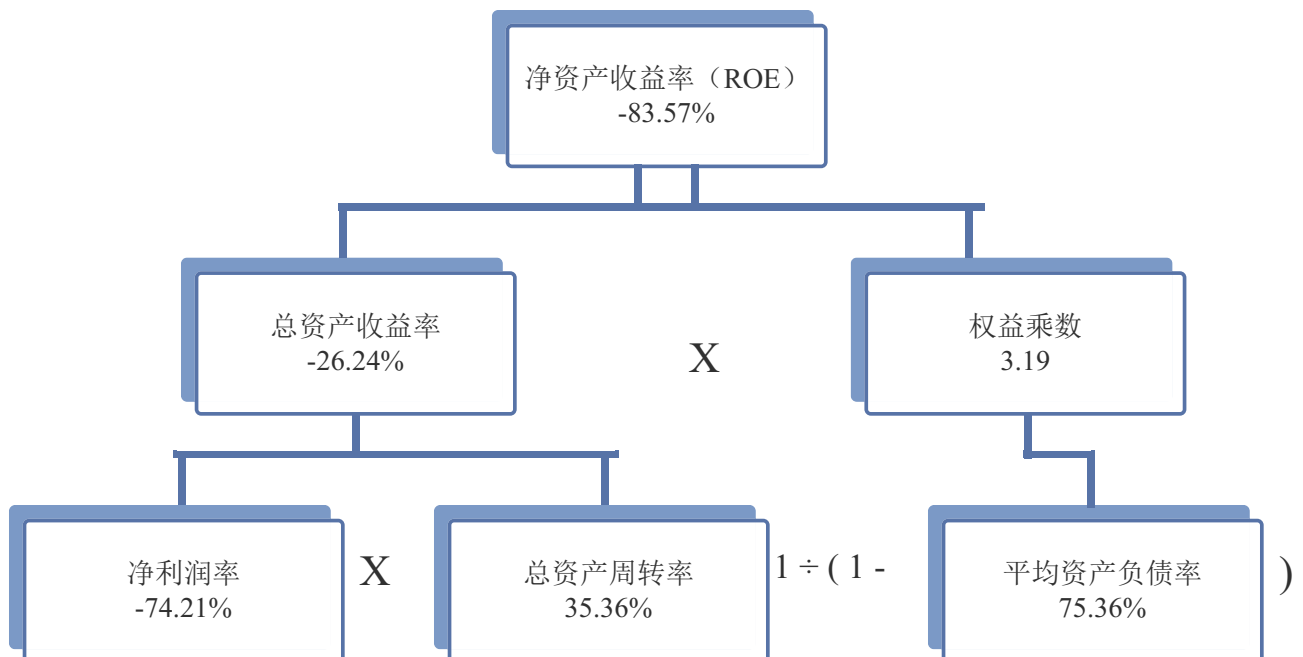 净资产收益率（ROE）
-83.57%
总资产收益率
-26.24%
X
权益乘数
3.19
净利润率
-74.21%
X
总资产周转率
35.36%
1 ÷ ( 1 -
平均资产负债率
75.36%
)